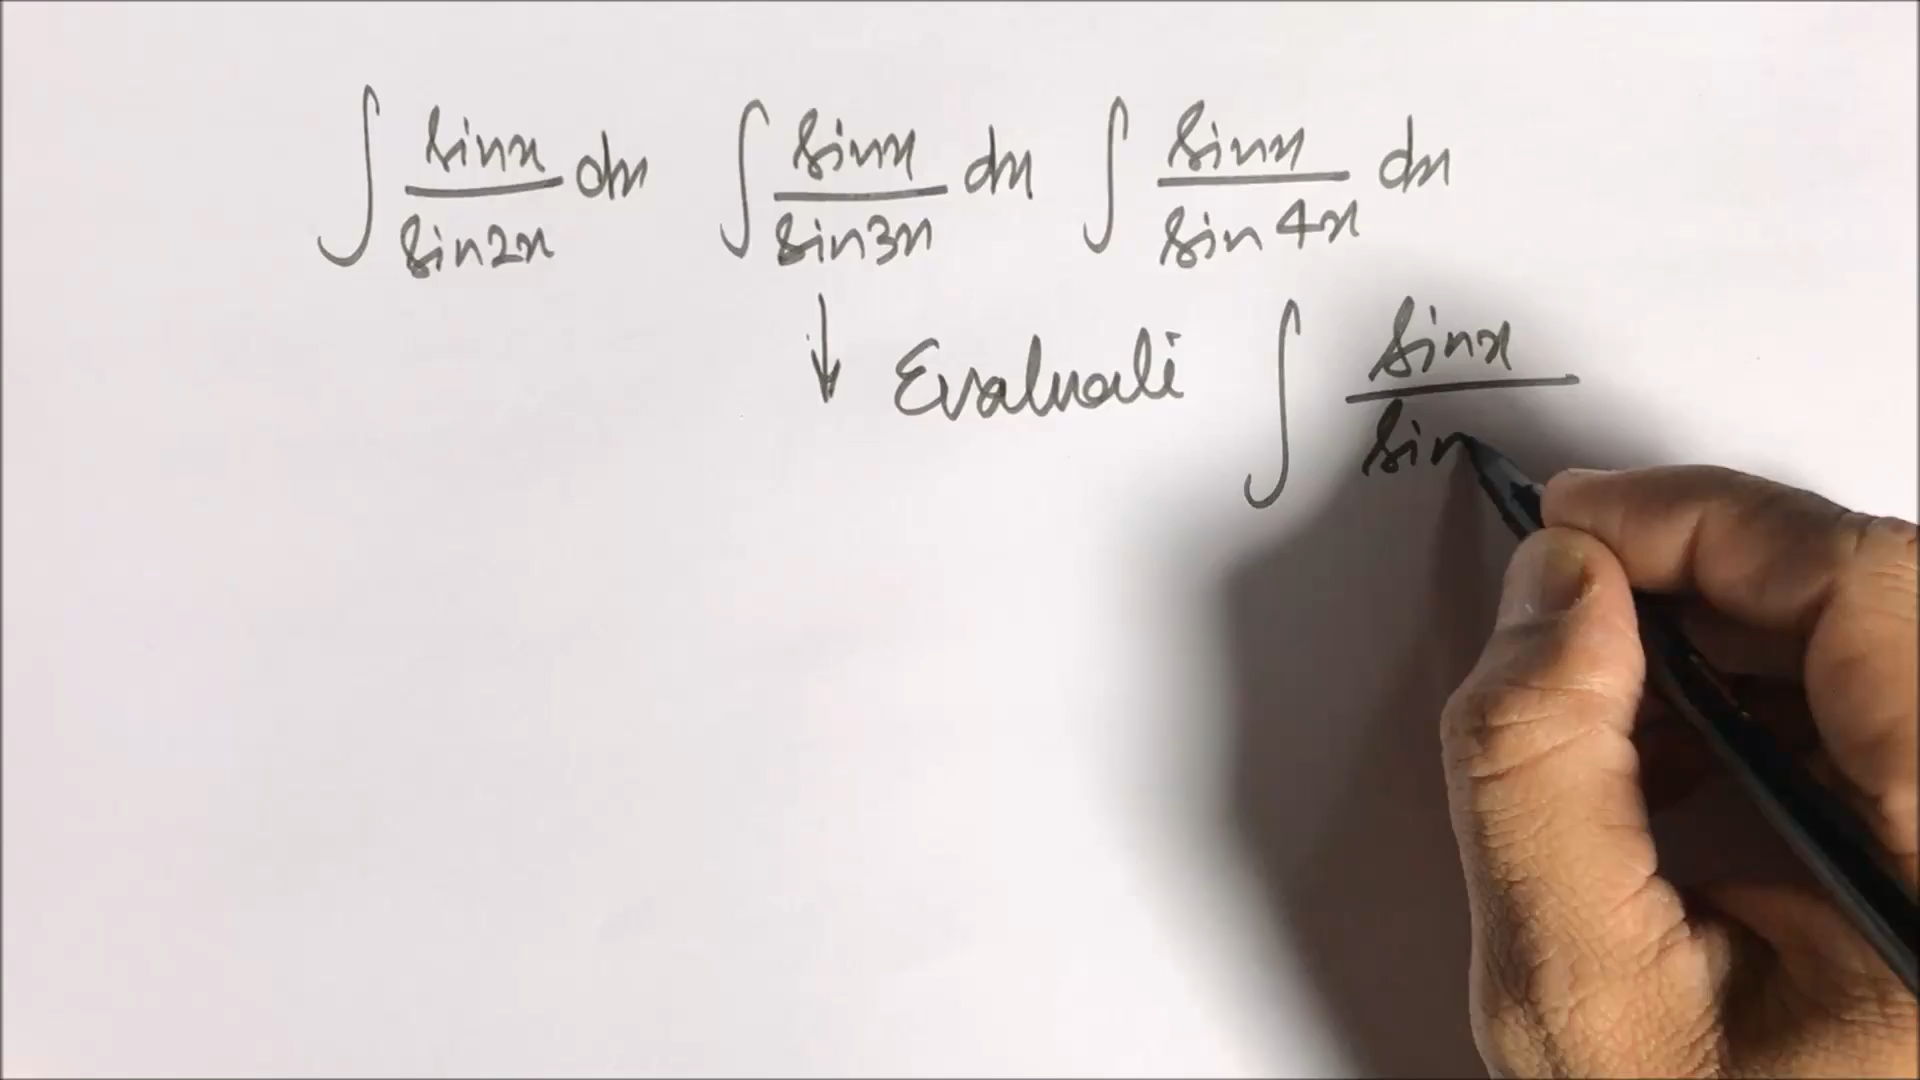 ∫ sinx/sin2x dx ∫ sinx/sin3x dx ∫ sinx/sin4x dx
↓ Evaluate ∫ sinx/sin